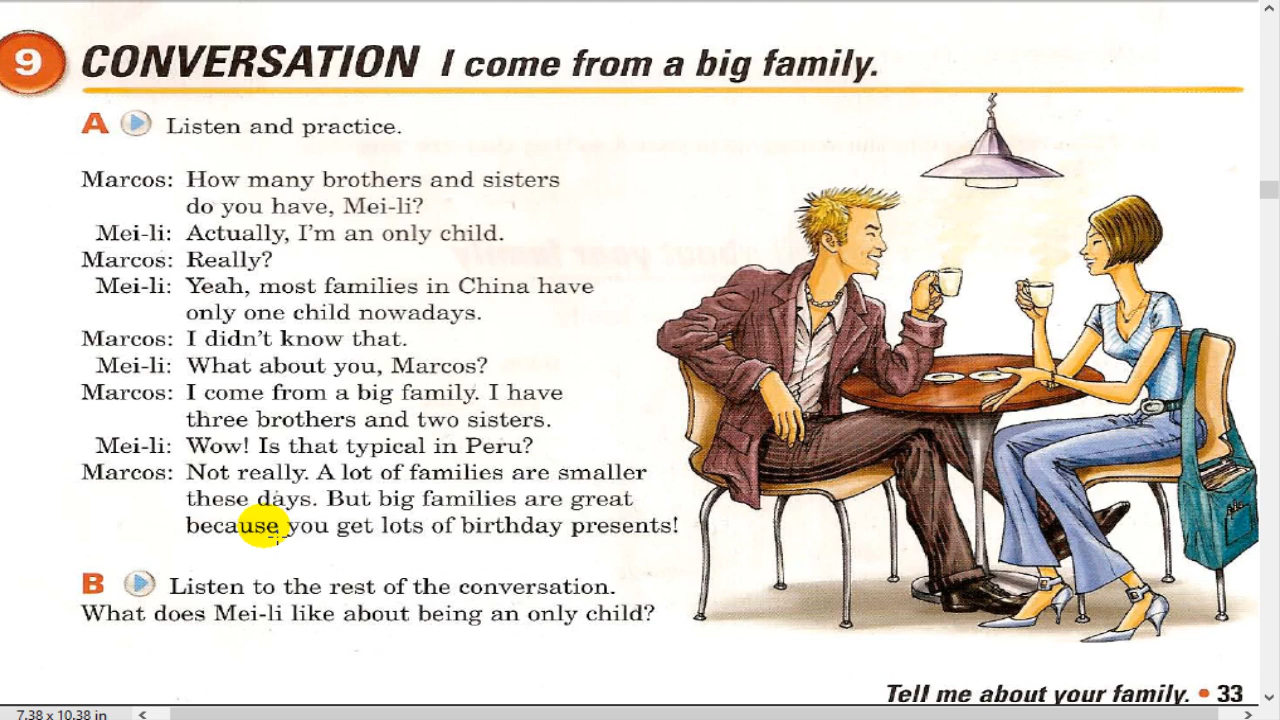 9 CONVERSATION I come from a big family.
A Listen and practice.
Marcos: How many brothers and sisters
do you have, Mei-li?
Mei-li: Actually, I'm an only child.
Marcos: Really?
Mei-li: Yeah, most families in China have
only one child nowadays.
Marcos: I didn't know that.
Mei-li: What about you, Marcos?
Marcos: I come from a big family. I have
three brothers and two sisters.
Mei-li: Wow! Is that typical in Peru?
Marcos: Not really. A lot of families are smaller
these days. But big families are great
because you get lots of birthday presents!
B Listen to the rest of the conversation.
What does Mei-li like about being an only child?
Tell me about your family. • 33
7.38 x 10.38 in